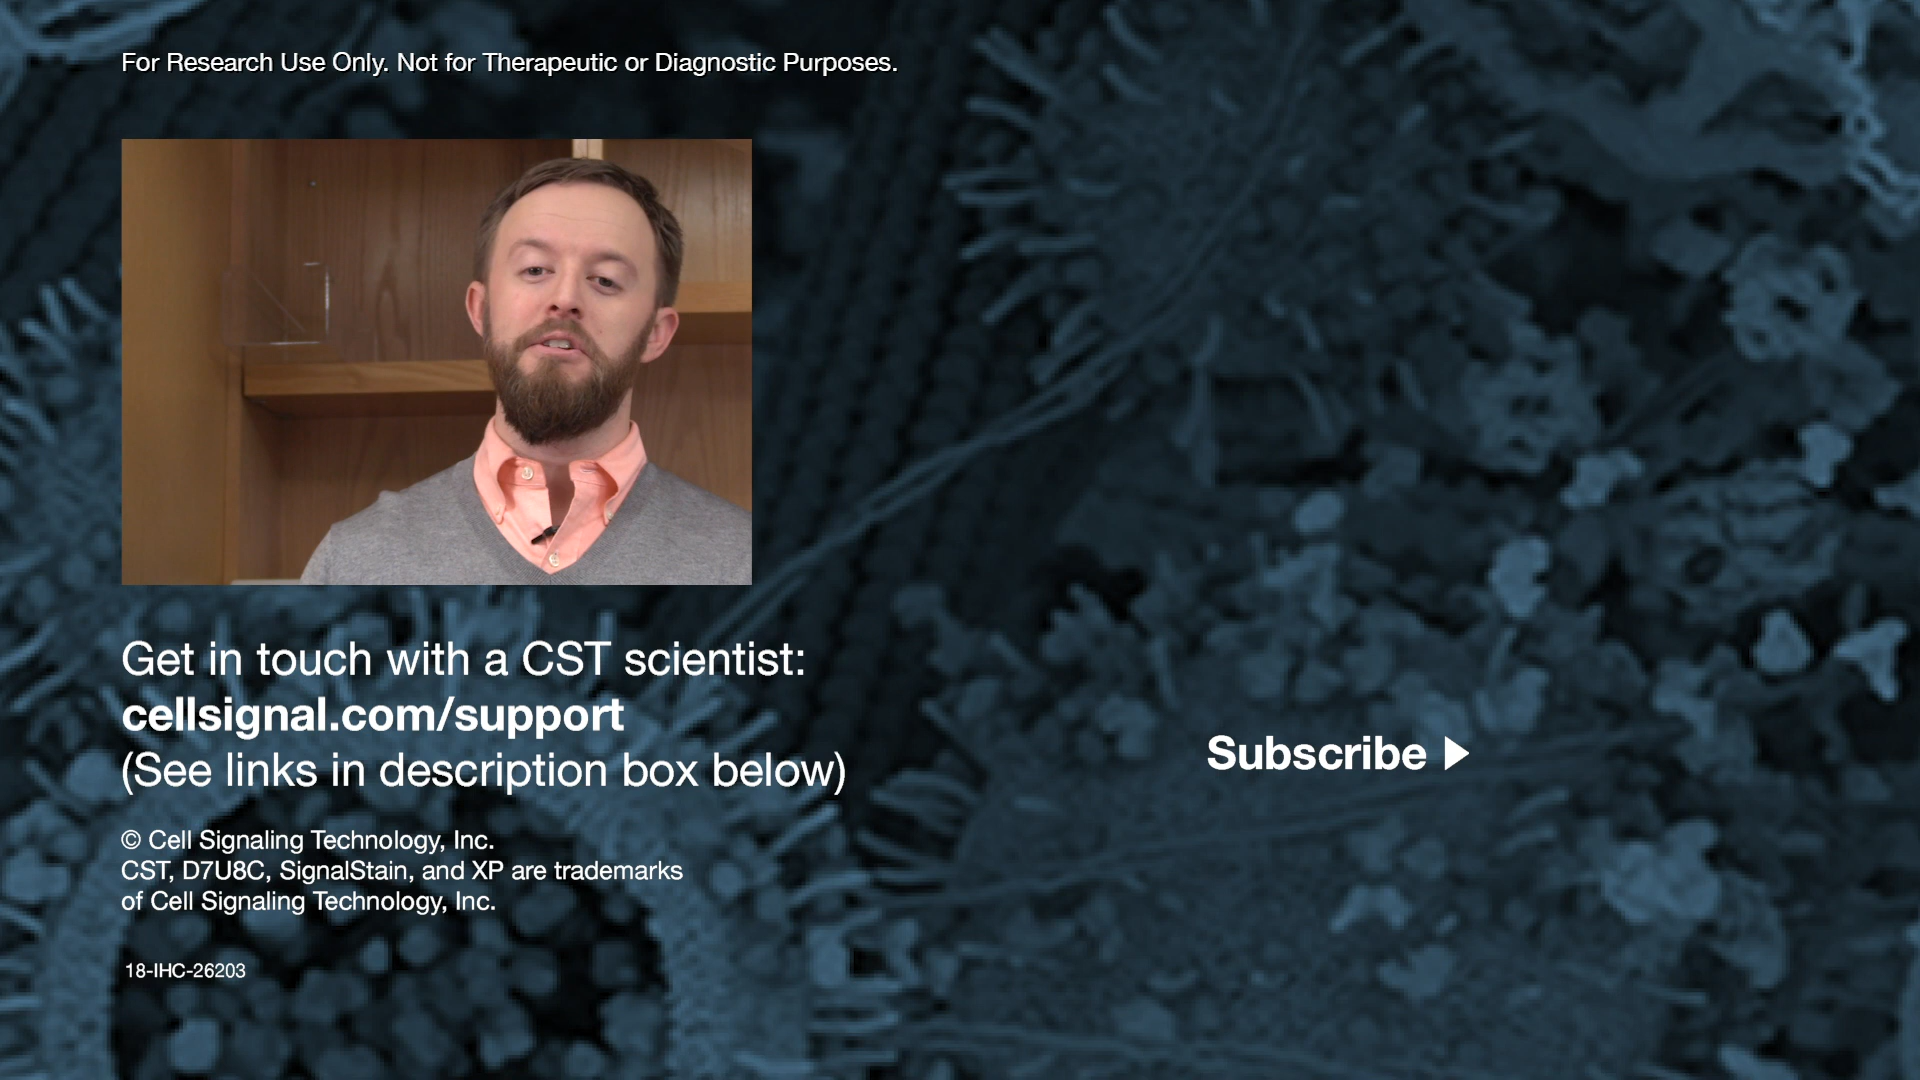 For Research Use Only. Not for Therapeutic or Diagnostic Purposes.
Get in touch with a CST scientist:
cellsignal.com/support
(See links in description box below)
Subscribe
© Cell Signaling Technology, Inc.
CST, D7U8C, SignalStain, and XP are trademarks
of Cell Signaling Technology, Inc.
18-IHC-26203